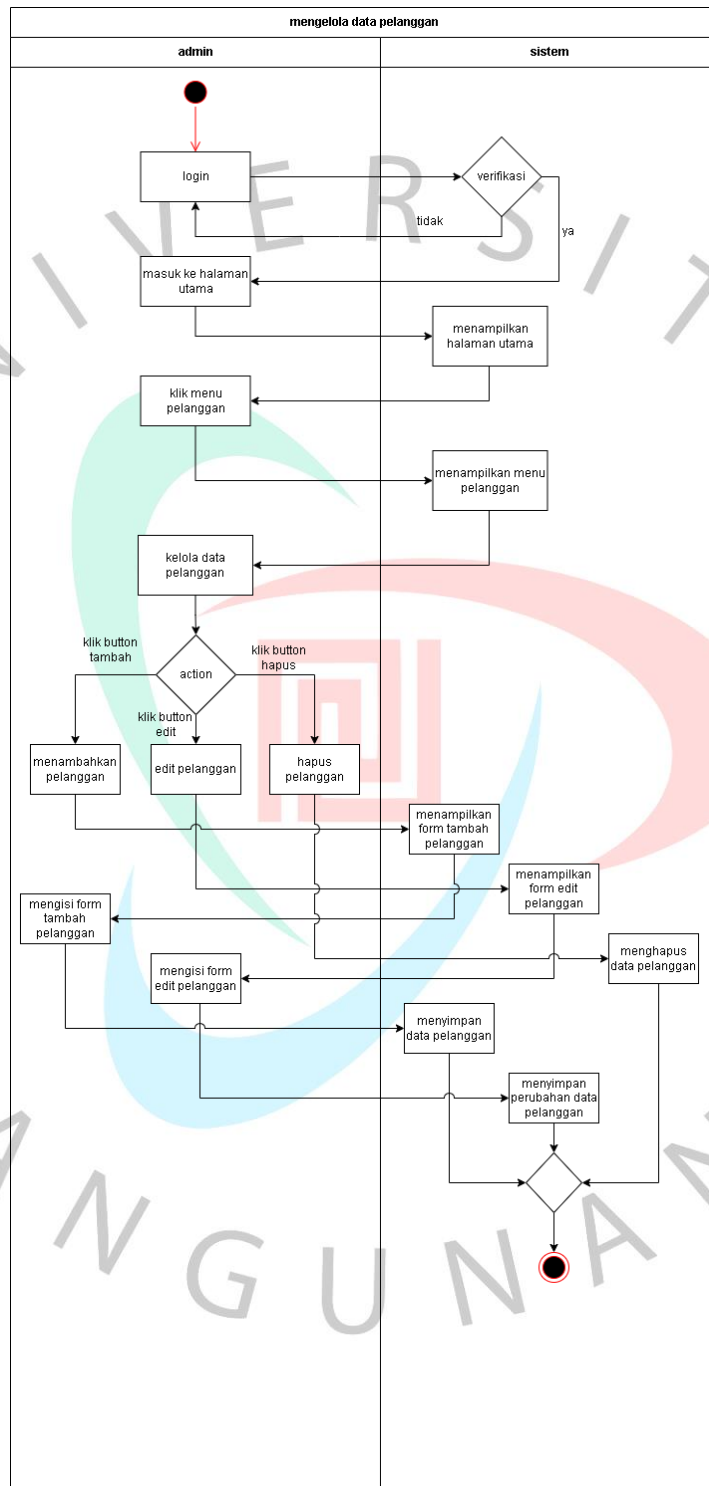 mengelola data pelanggan
admin
sistem
login
verifikasi
tidak
ya
masuk ke halaman
utama
menampilkan
halaman utama
klik menu
pelanggan
menampilkan menu
pelanggan
kelola data
pelanggan
klik button
tambah
action
klik button
hapus
klik button
edit
menambahkan
pelanggan
edit pelanggan
hapus
pelanggan
menampilkan
form tambah
pelanggan
menampilkan
form edit
pelanggan
mengisi form
tambah
pelanggan
menghapus
data pelanggan
mengisi form
edit pelanggan
menyimpan
data pelanggan
menyimpan
perubahan data
pelanggan
NIVERSIT
ANGUNAN